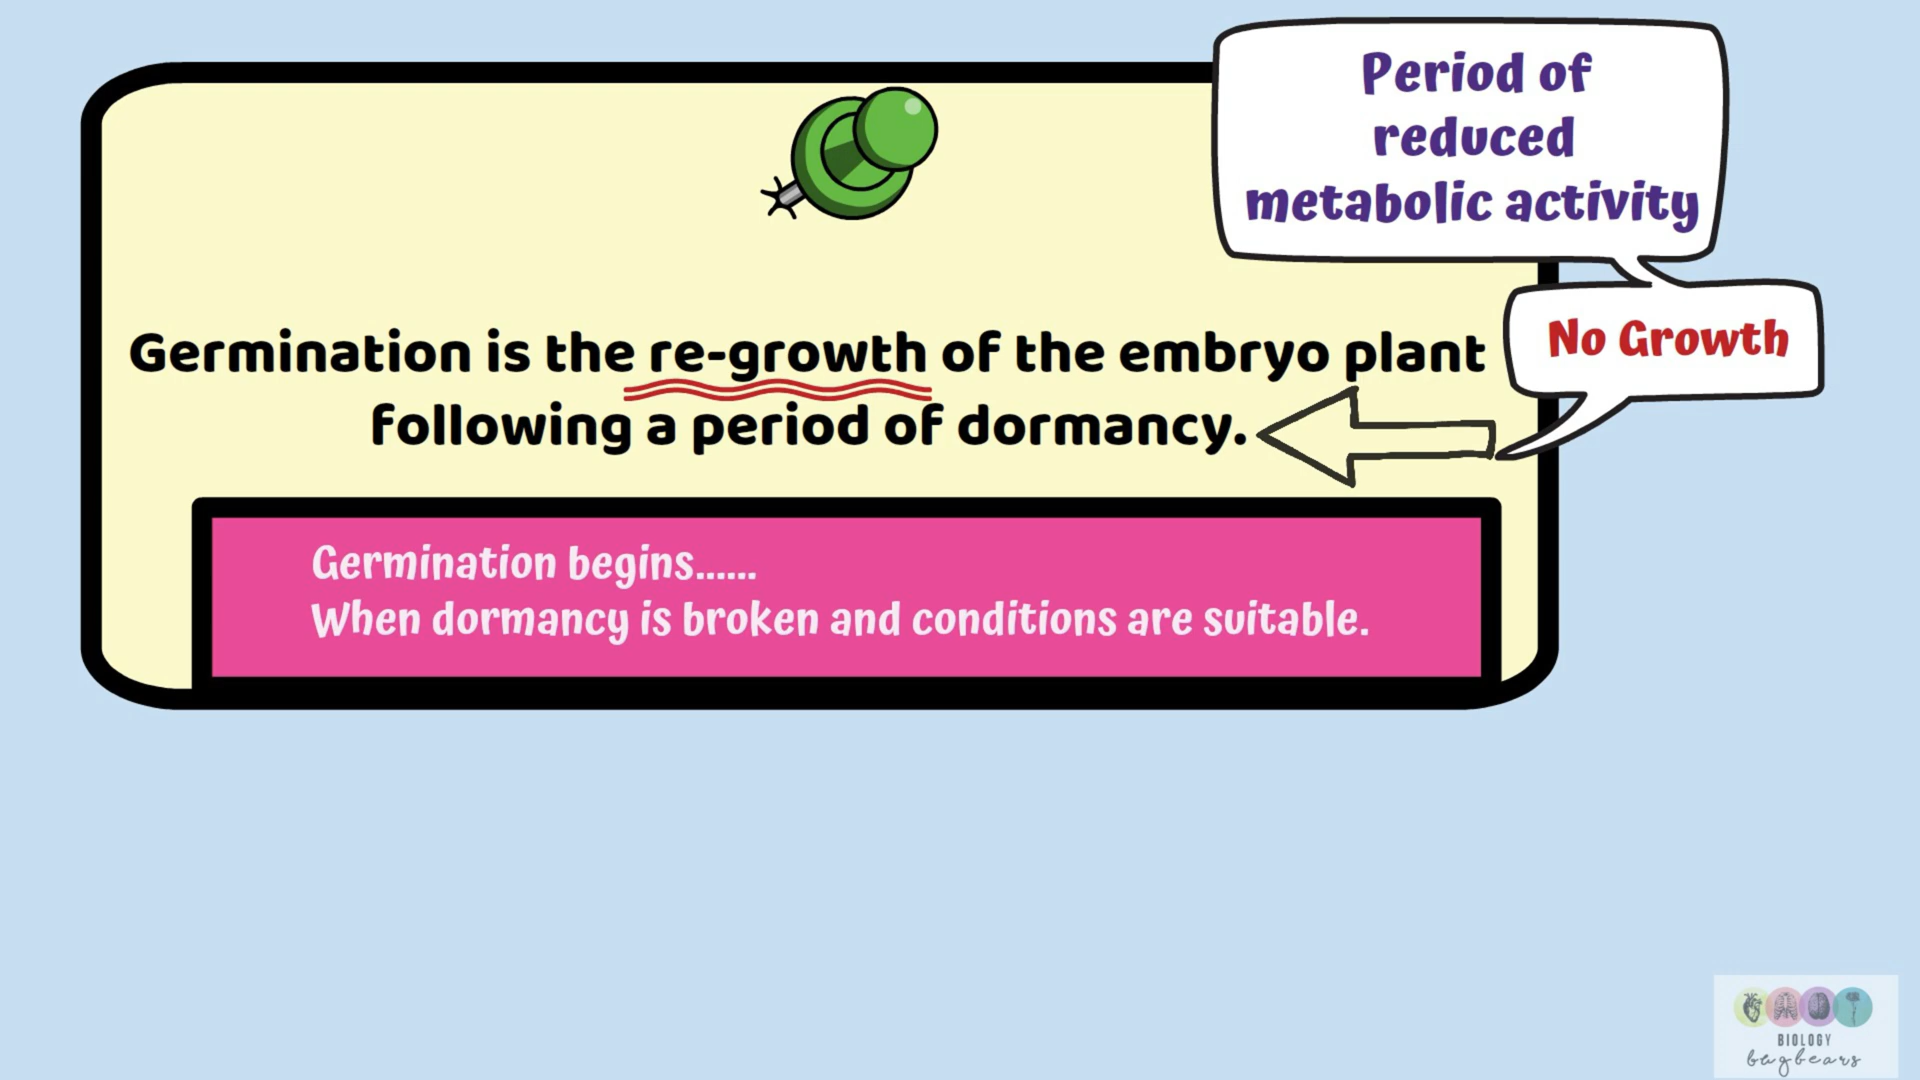 Period of
reduced
metabolic activity
No Growth
Germination is the re-growth of the embryo plant
following a period of dormancy.
Germination begins......
When dormancy is broken and conditions are suitable.
BIOLOGY
bugbears